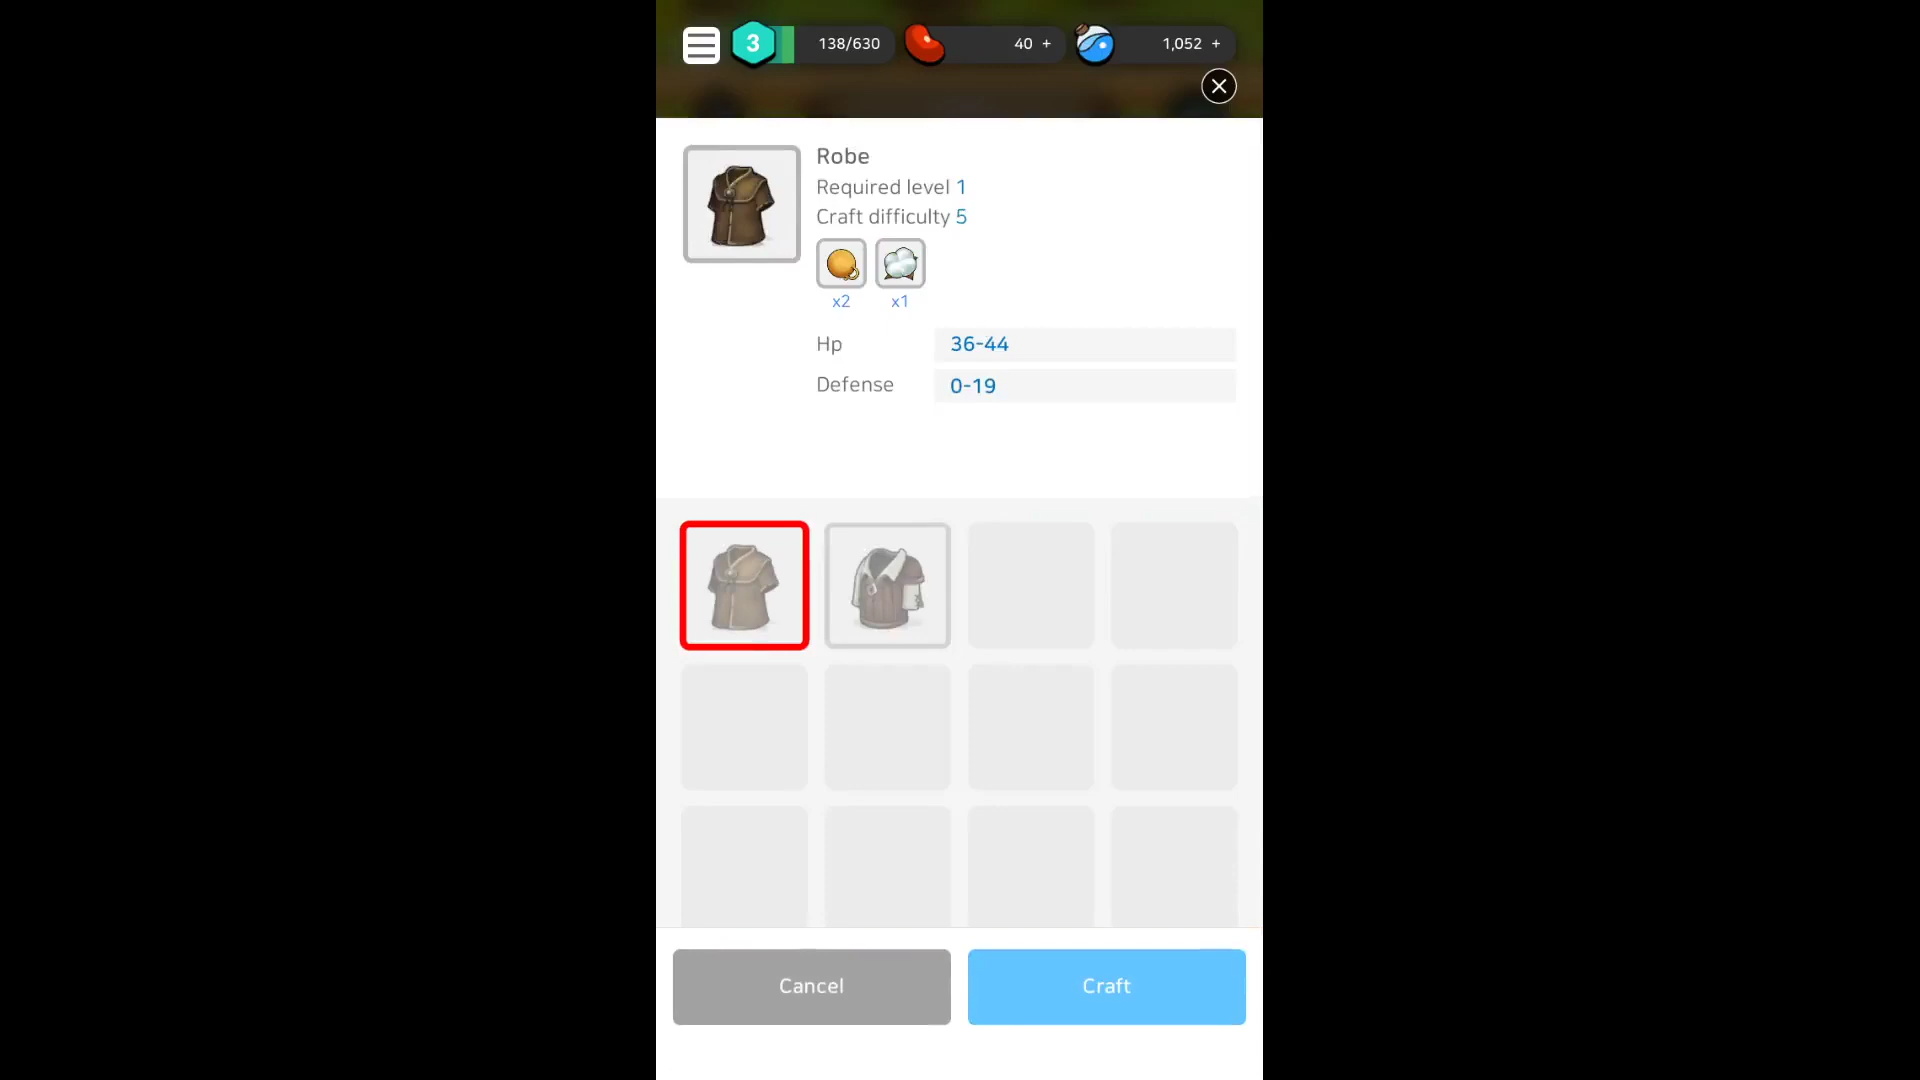 3 138/630 40 + 1,052 +
Robe
Required level 1
Craft difficulty 5
x2 x1
Hp 36-44
Defense 0-19
Cancel Craft